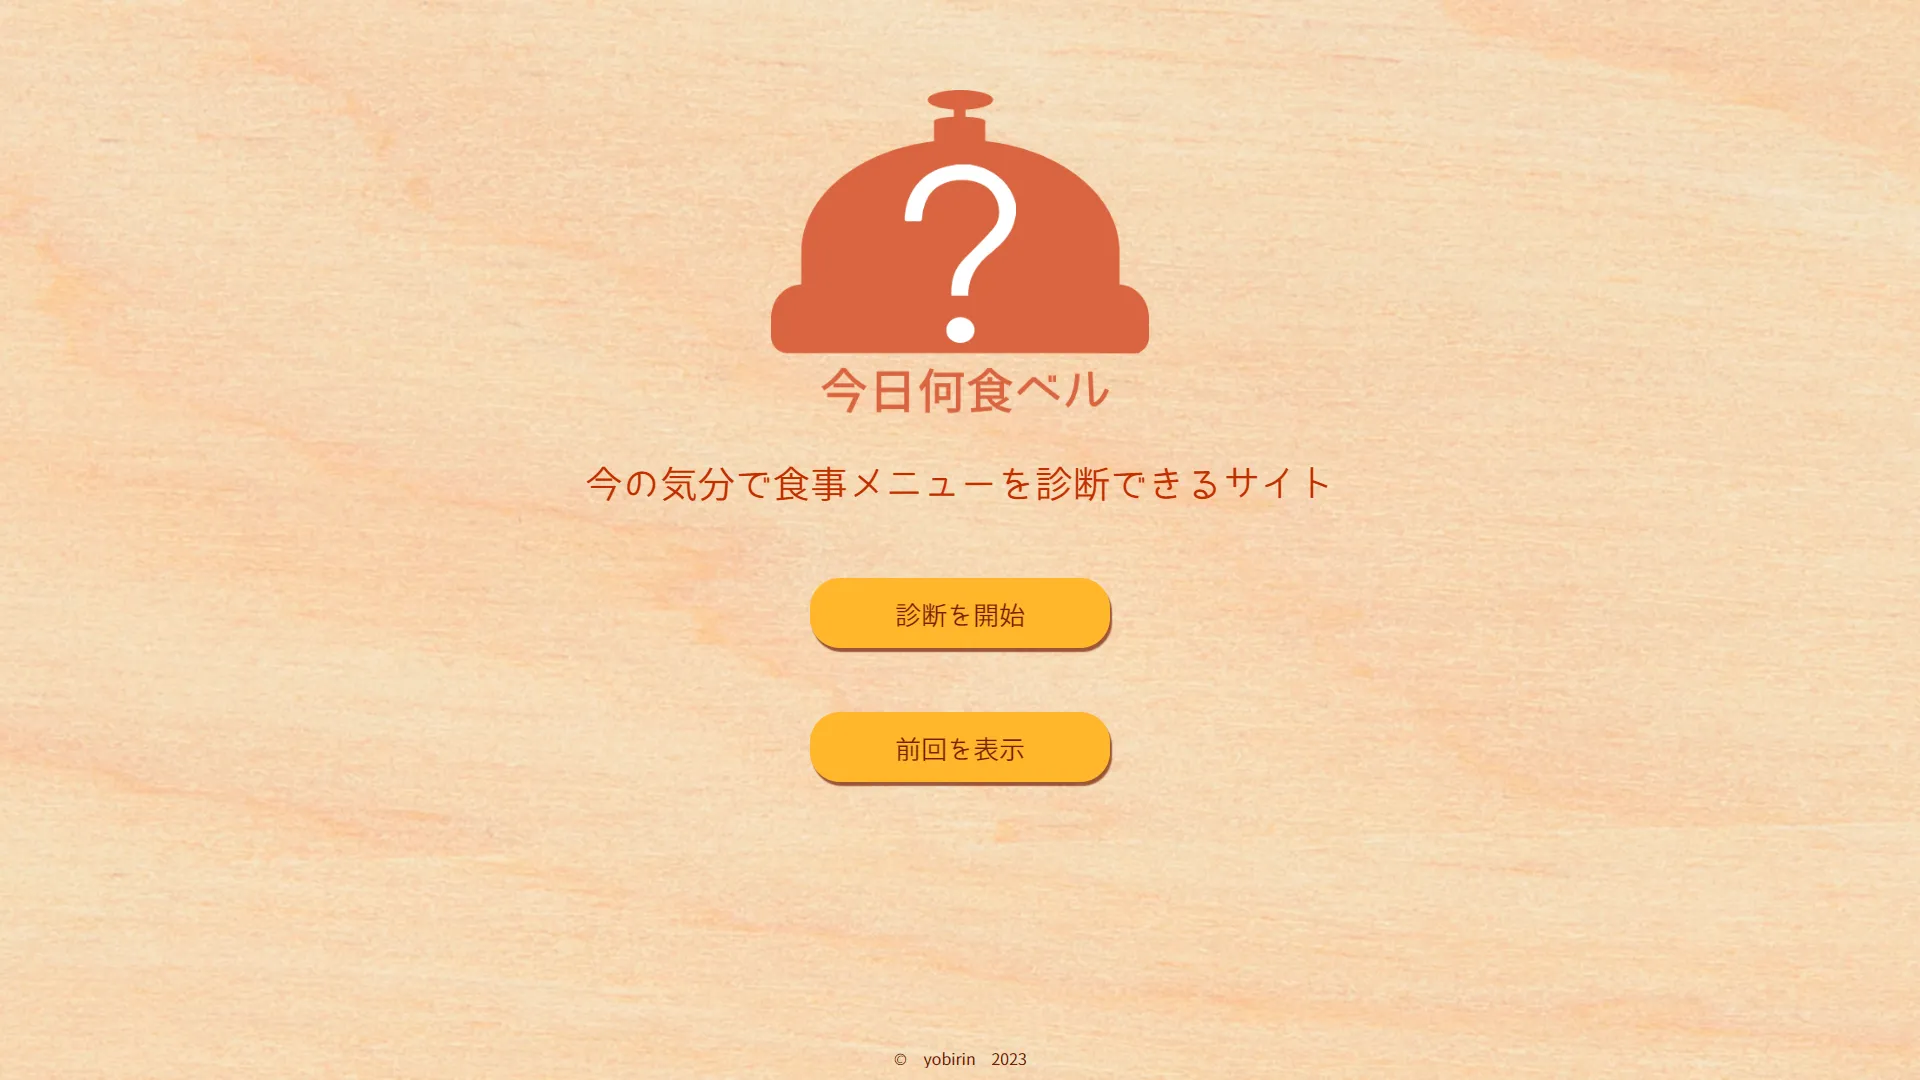 ?
今日何食ベル
今の気分で食事メニューを診断できるサイト
診断を開始
前回を表示
© yobirin 2023